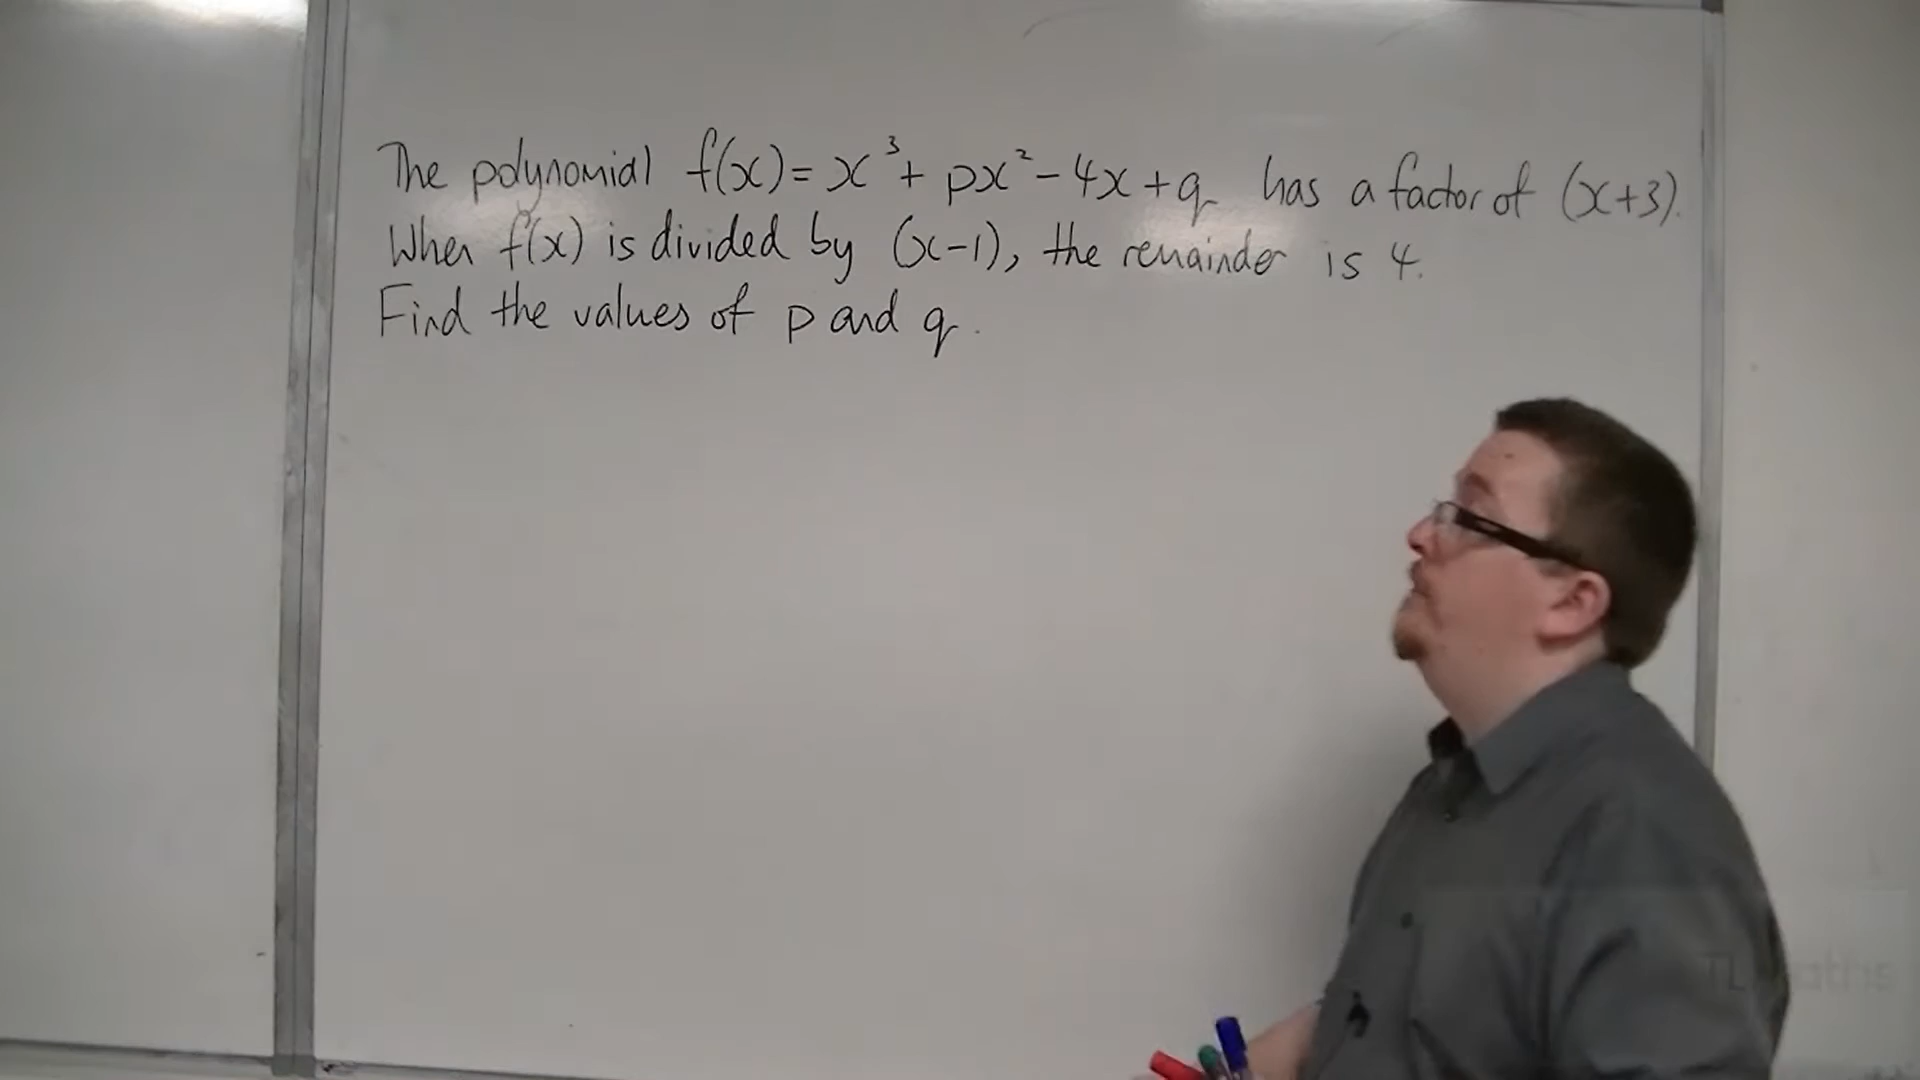 The polynomial f(x) = x³ + px² - 4x + q has a factor of (x+3).
When f(x) is divided by (x-1), the remainder is 4.
Find the values of p and q.
TLMaths